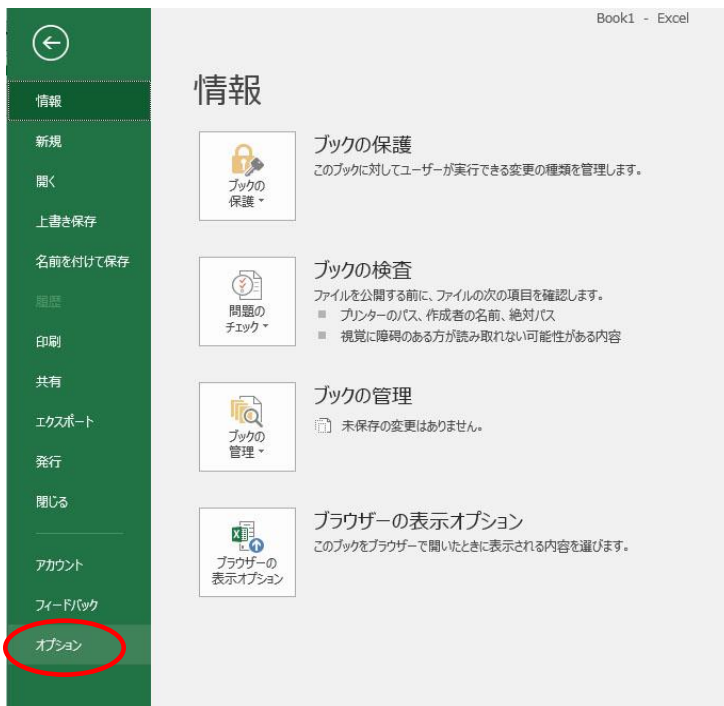 Book1 - Excel
情報
新規
開く
上書き保存
名前を付けて保存
履歴
印刷
共有
エクスポート
発行
閉じる
アカウント
フィードバック
オプション
情報
ブックの
保護
ブックの保護
このブックに対してユーザーが実行できる変更の種類を管理します。
問題の
チェック
ブックの検査
ファイルを公開する前に、ファイルの次の項目を確認します。
プリンターのパス、作成者の名前、絶対パス
視覚に障碍のある方が読み取れない可能性がある内容
ブックの
管理
ブックの管理
未保存の変更はありません。
ブラウザーの
表示オプション
ブラウザーの表示オプション
このブックをブラウザーで開いたときに表示される内容を選びます。